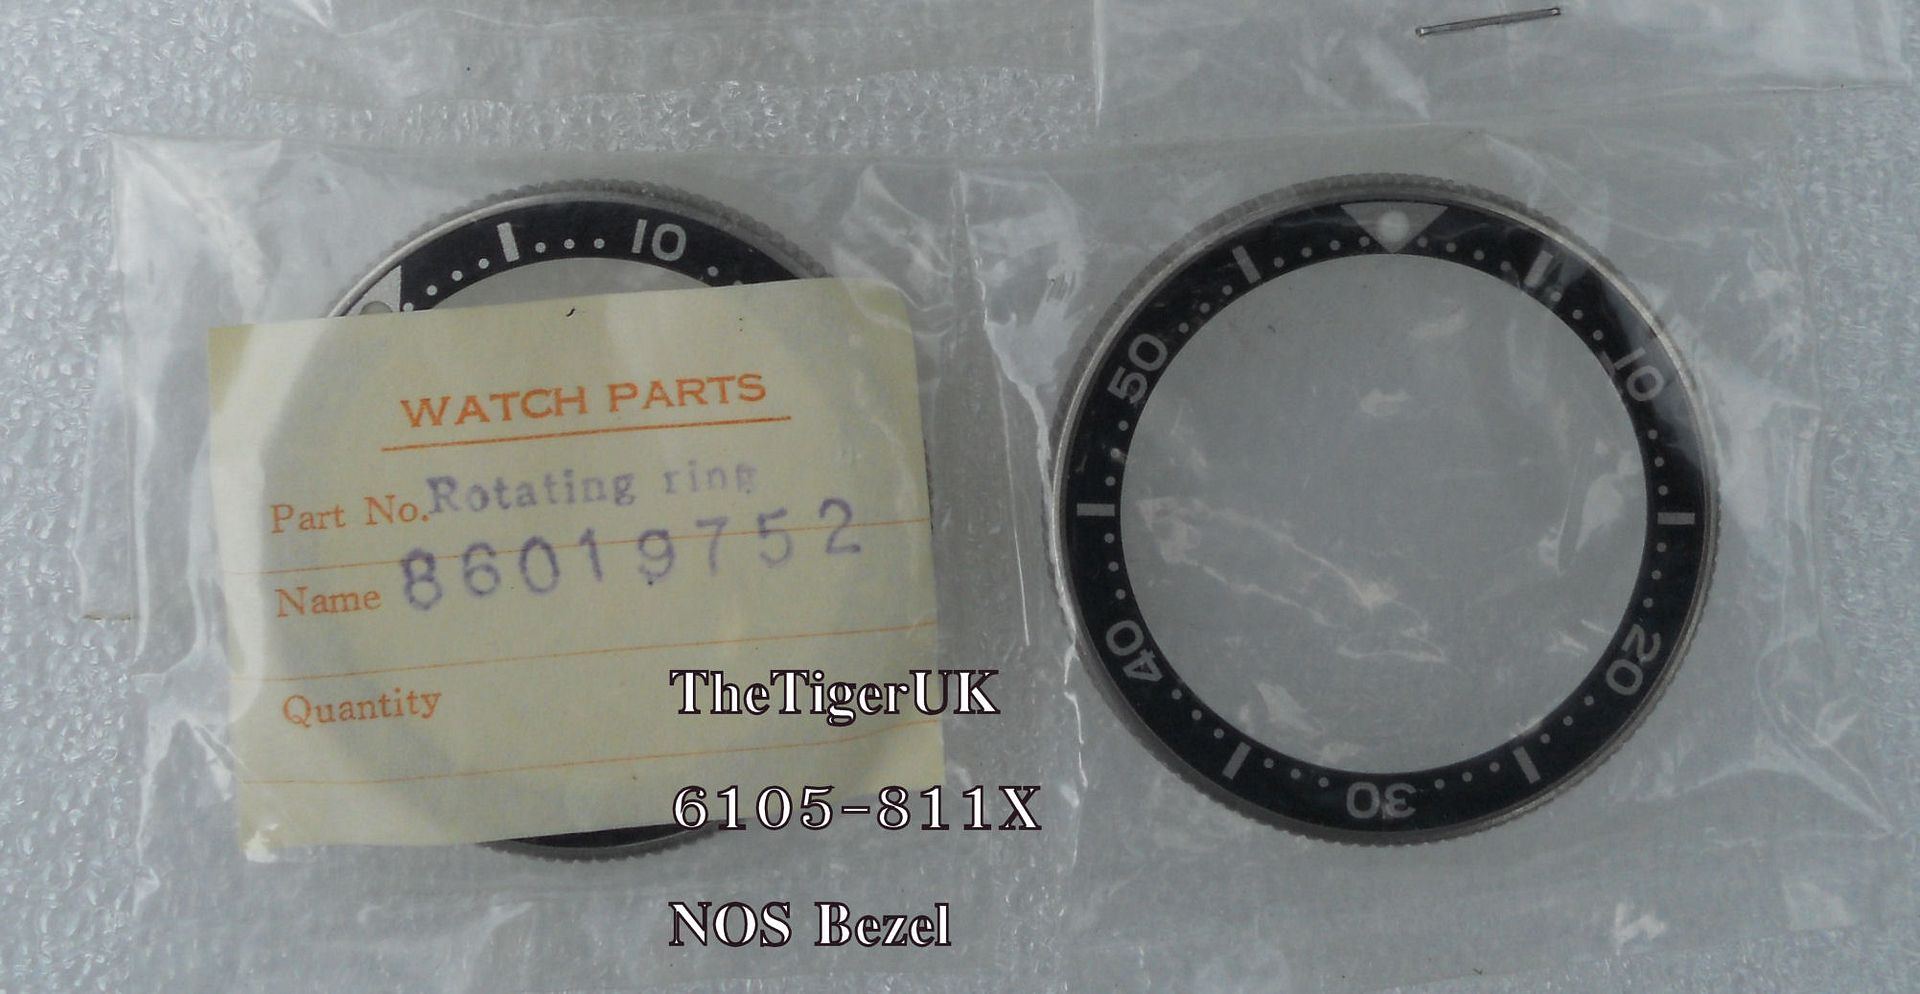 10
WATCH PARTS
Part No. Rotating ring
86019752
Name
Quantity
10
20
30
40
50
TheTigerUK
6105-811X
NOS Bezel